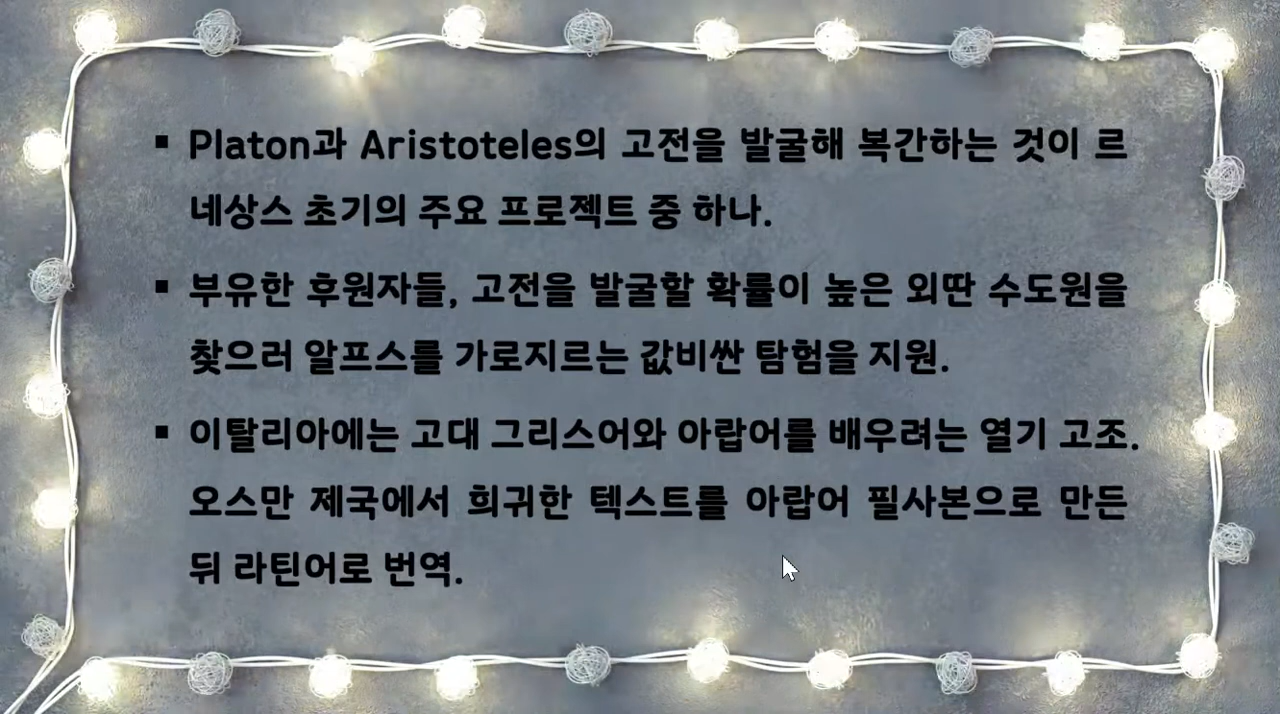 ▪ Platon과 Aristoteles의 고전을 발굴해 복간하는 것이 르
네상스 초기의 주요 프로젝트 중 하나.
▪ 부유한 후원자들, 고전을 발굴할 확률이 높은 외딴 수도원을
찾으러 알프스를 가로지르는 값비싼 탐험을 지원.
▪ 이탈리아에는 고대 그리스어와 아랍어를 배우려는 열기 고조.
오스만 제국에서 희귀한 텍스트를 아랍어 필사본으로 만든
뒤 라틴어로 번역.